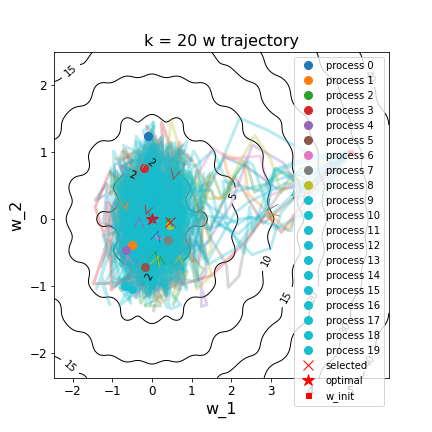 k = 20 w trajectory
15
15
2
2
2
5
10
15
15
process 0
process 1
process 2
process 3
process 4
process 5
process 6
process 7
process 8
process 9
process 10
process 11
process 12
process 13
process 14
process 15
process 16
process 17
process 18
process 19
selected
optimal
w_init
w_2
2
1
0
−1
−2
−2
−1
0
1
2
3
w_1